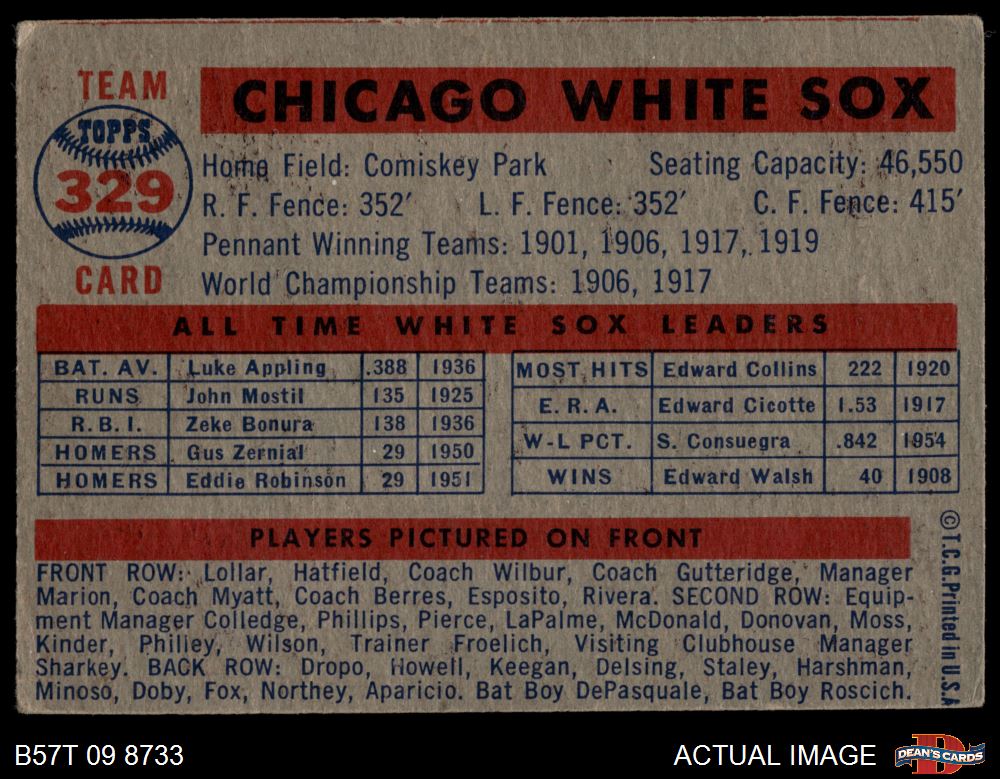 TEAM
TOPPS
329
CARD
CHICAGO WHITE SOX
Home Field: Comiskey Park Seating Capacity: 46,550
R. F. Fence: 352′ L. F. Fence: 352′ C. F. Fence: 415′
Pennant Winning Teams: 1901, 1906, 1917, 1919
World Championship Teams: 1906, 1917
ALL TIME WHITE SOX LEADERS
BAT. AV. Luke Appling .388 1936
RUNS John Mostil 135 1925
R. B. I. Zeke Bonura 138 1936
HOMERS Gus Zernial 29 1950
HOMERS Eddie Robinson 29 1951
MOST HITS Edward Collins 222 1920
E. R. A. Edward Cicotte 1.53 1917
W-L PCT. S. Consuegra .842 1954
WINS Edward Walsh 40 1908
PLAYERS PICTURED ON FRONT
FRONT ROW: Lollar, Hatfield, Coach Wilbur, Coach Gutteridge, Manager
Marion, Coach Myatt, Coach Berres, Esposito, Rivera. SECOND ROW: Equip-
ment Manager Colledge, Phillips, Pierce, LaPalme, McDonald, Donovan, Moss,
Kinder, Philley, Wilson, Trainer Froelich, Visiting Clubhouse Manager
Sharkey. BACK ROW: Dropo, Howell, Keegan, Delsing, Staley, Harshman,
Minoso, Doby, Fox, Northey, Aparicio. Bat Boy DePasquale, Bat Boy Roscich.
© T.C.G. Printed in U.S.A
B57T 09 8733
ACTUAL IMAGE
DEAN'S CARDS